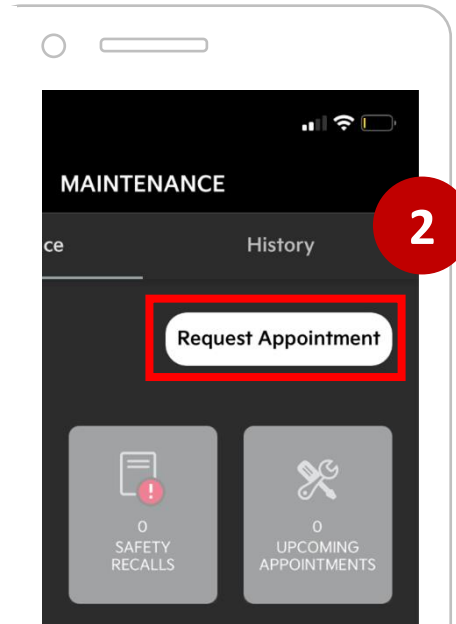 MAINTENANCE
ce
History
2
Request Appointment
0
SAFETY
RECALLS
0
UPCOMING
APPOINTMENTS